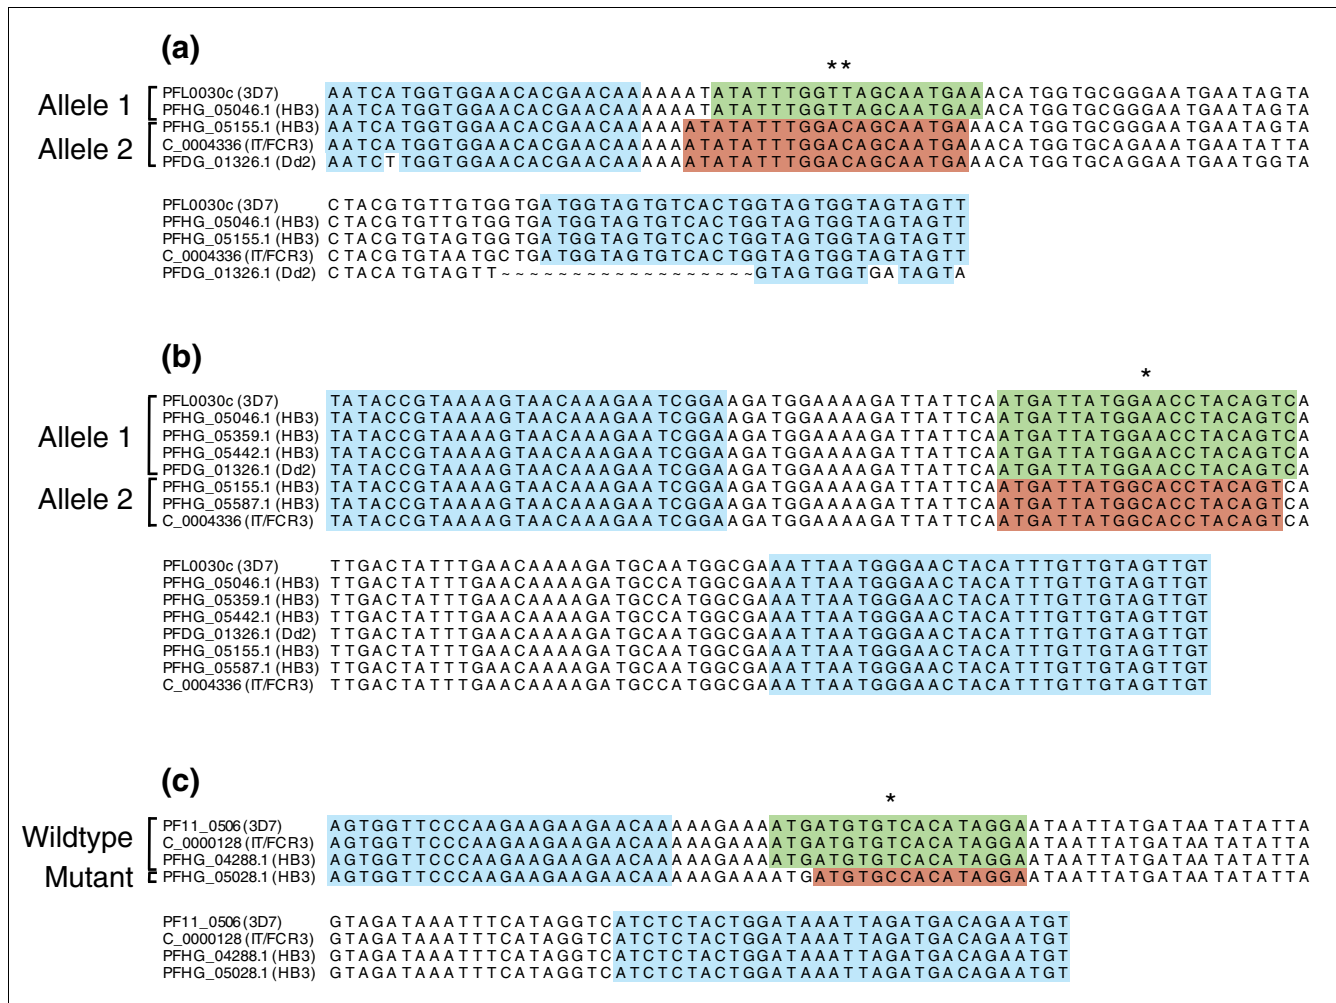 (a)
**
Allele 1
PFL0030c (3D7) AATCATGGTGGAACACGAACAAAAAATATATTTGGTTAGCAATGAAACATGGTGCGGGAATGAATAGTA
PFHG_05046.1 (HB3) AATCATGGTGGAACACGAACAAAAAATATATTTGGTTAGCAATGAAACATGGTGCGGGAATGAATAGTA
Allele 2
PFHG_05155.1 (HB3) AATCATGGTGGAACACGAACAAAAAATATATTTGGACAGCAATGAAACATGGTGCGGGAATGAATAGTA
C_0004336 (IT/FCR3) AATCATGGTGGAACACGAACAAAAAATATATTTGGACAGCAATGAAACATGGTGCAGAAATGAATATTA
PFDG_01326.1 (Dd2) AATCTTGGTGGAACACGAACAAAAAATATATTTGGACAGCAATGAAACATGGTGCAGGAATGAATGGTA
PFL0030c (3D7) CTACGTGTTGTGGTGATGGTAGTGTCACTGGTAGTGGTAGTAGTT
PFHG_05046.1 (HB3) CTACGTGTTGTGGTGATGGTAGTGTCACTGGTAGTGGTAGTAGTT
PFHG_05155.1 (HB3) CTACGTGTAGTGGTGATGGTAGTGTCACTGGTAGTGGTAGTAGTT
C_0004336 (IT/FCR3) CTACGTGTAATGCTGATGGTAGTGTCACTGGTAGTGGTAGTAGTT
PFDG_01326.1 (Dd2) CTACATGTAGTT~~~~~~~~~~~~~~~~~~GTAGTGGTGATAGTA
(b)
*
Allele 1
PFL0030c (3D7) TATACCGTAAAAGTAACAAAGAATCGGAAGATGGAAAAGATTATTCAATGATTATGGAACCTACAGTCA
PFHG_05046.1 (HB3) TATACCGTAAAAGTAACAAAGAATCGGAAGATGGAAAAGATTATTCAATGATTATGGAACCTACAGTCA
PFHG_05359.1 (HB3) TATACCGTAAAAGTAACAAAGAATCGGAAGATGGAAAAGATTATTCAATGATTATGGAACCTACAGTCA
PFHG_05442.1 (HB3) TATACCGTAAAAGTAACAAAGAATCGGAAGATGGAAAAGATTATTCAATGATTATGGAACCTACAGTCA
PFDG_01326.1 (Dd2) TATACCGTAAAAGTAACAAAGAATCGGAAGATGGAAAAGATTATTCAATGATTATGGAACCTACAGTCA
Allele 2
PFHG_05155.1 (HB3) TATACCGTAAAAGTAACAAAGAATCGGAAGATGGAAAAGATTATTCAATGATTATGGCACCTACAGTCA
PFHG_05587.1 (HB3) TATACCGTAAAAGTAACAAAGAATCGGAAGATGGAAAAGATTATTCAATGATTATGGCACCTACAGTCA
C_0004336 (IT/FCR3) TATACCGTAAAAGTAACAAAGAATCGGAAGATGGAAAAGATTATTCAATGATTATGGCACCTACAGTCA
PFL0030c (3D7) TTGACTATTTGAACAAAAGATGCAATGGCGAAATTAATGGGAACTACATTTGTTGTAGTTGT
PFHG_05046.1 (HB3) TTGACTATTTGAACAAAAGATGCCATGGCGAAATTAATGGGAACTACATTTGTTGTAGTTGT
PFHG_05359.1 (HB3) TTGACTATTTGAACAAAAGATGCCATGGCGAAATTAATGGGAACTACATTTGTTGTAGTTGT
PFHG_05442.1 (HB3) TTGACTATTTGAACAAAAGATGCCATGGCGAAATTAATGGGAACTACATTTGTTGTAGTTGT
PFDG_01326.1 (Dd2) TTGACTATTTGAACAAAAGATGCAATGGCGAAATTAATGGGAACTACATTTGTTGTAGTTGT
PFHG_05155.1 (HB3) TTGACTATTTGAACAAAAGATGCAATGGCGAAATTAATGGGAACTACATTTGTTGTAGTTGT
PFHG_05587.1 (HB3) TTGACTATTTGAACAAAAGATGCAATGGCGAAATTAATGGGAACTACATTTGTTGTAGTTGT
C_0004336 (IT/FCR3) TTGACTATTTGAACAAAAGATGCCATGGCGAAATTAATGGGAACTACATTTGTTGTAGTTGT
(c)
*
Wildtype
PF11_0506 (3D7) AGTGGTTCCCAAGAAGAAGAACAAAAAGAAAATGATGTGTCACATAGGAATAATTATGATAATATATTA
C_0000128 (IT/FCR3) AGTGGTTCCCAAGAAGAAGAACAAAAAGAAAATGATGTGTCACATAGGAATAATTATGATAATATATTA
PFHG_04288.1 (HB3) AGTGGTTCCCAAGAAGAAGAACAAAAAGAAAATGATGTGTCACATAGGAATAATTATGATAATATATTA
Mutant
PFHG_05028.1 (HB3) AGTGGTTCCCAAGAAGAAGAACAAAAAGAAAATGATGTGCCACATAGGAATAATTATGATAATATATTA
PF11_0506 (3D7) GTAGATAAATTTCATAGGTCATCTCTACTGGATAAATTAGATGACAGAATGT
C_0000128 (IT/FCR3) GTAGATAAATTTCATAGGTCATCTCTACTGGATAAATTAGATGACAGAATGT
PFHG_04288.1 (HB3) GTAGATAAATTTCATAGGTCATCTCTACTGGATAAATTAGATGACAGAATGT
PFHG_05028.1 (HB3) GTAGATAAATTTCATAGGTCATCTCTACTGGATAAATTAGATGACAGAATGT